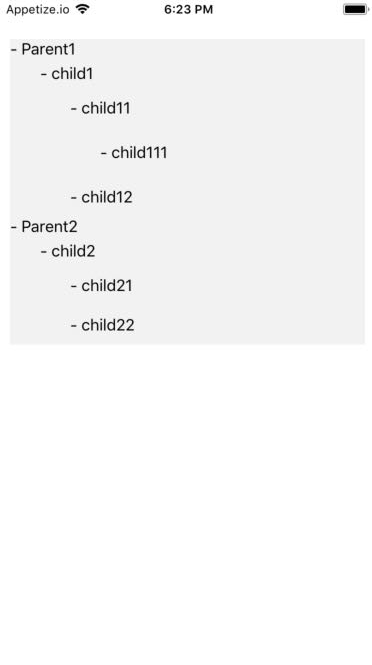 Appetize.io 6:23 PM
- Parent1
- child1
- child11
- child111
- child12
- Parent2
- child2
- child21
- child22